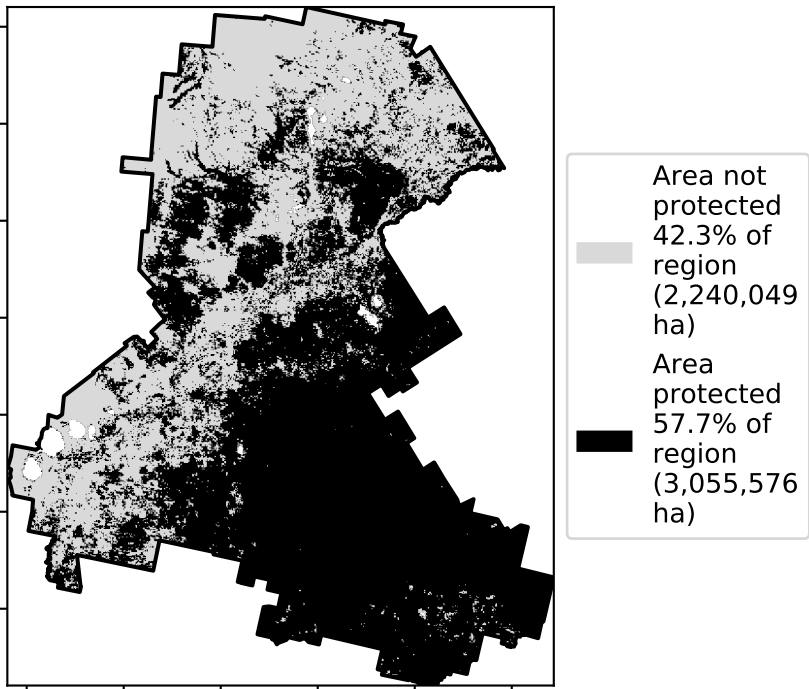 Area not
protected
42.3% of
region
(2,240,049
ha)
Area
protected
57.7% of
region
(3,055,576
ha)